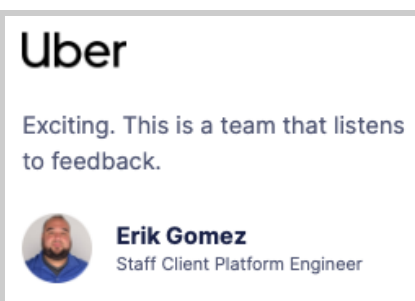 Uber
Exciting. This is a team that listens
to feedback.
Erik Gomez
Staff Client Platform Engineer